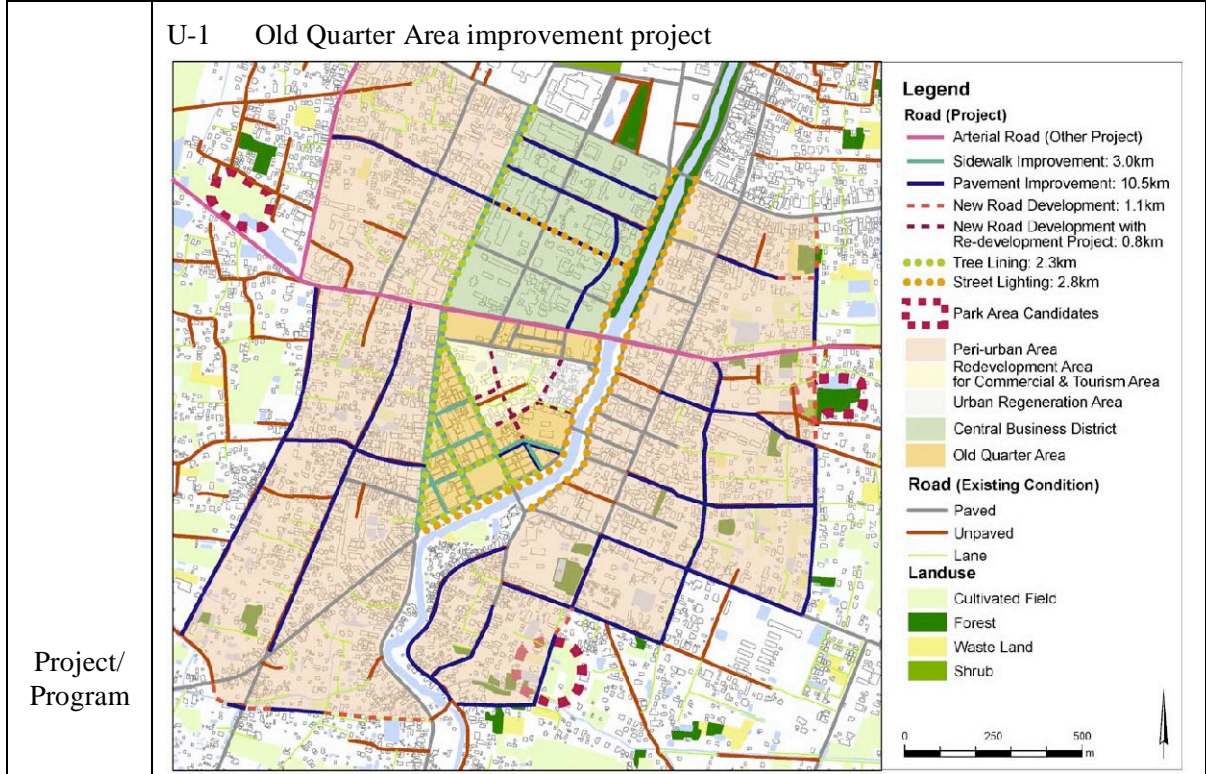 U-1 Old Quarter Area improvement project
Project/
Program
Legend
Road (Project)
Arterial Road (Other Project)
Sidewalk Improvement: 3.0km
Pavement Improvement: 10.5km
New Road Development: 1.1km
New Road Development with
Re-development Project: 0.8km
Tree Lining: 2.3km
Street Lighting: 2.8km
Park Area Candidates
Peri-urban Area
Redevelopment Area
for Commercial & Tourism Area
Urban Regeneration Area
Central Business District
Old Quarter Area
Road (Existing Condition)
Paved
Unpaved
Lane
Landuse
Cultivated Field
Forest
Waste Land
Shrub
0 250 500
m